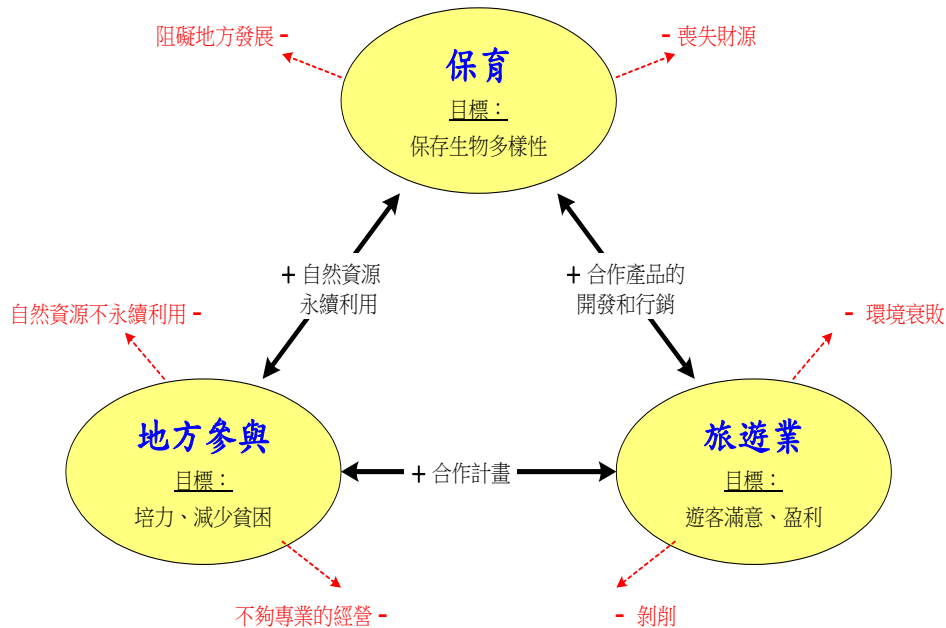 阻礙地方發展 -
- 喪失財源
保育
目標：
保存生物多樣性
+ 自然資源
永續利用
+ 合作產品的
開發和行銷
自然資源不永續利用 -
- 環境衰敗
地方參與
目標：
培力、減少貧困
+ 合作計畫
旅遊業
目標：
遊客滿意、盈利
不夠專業的經營 -
- 剝削